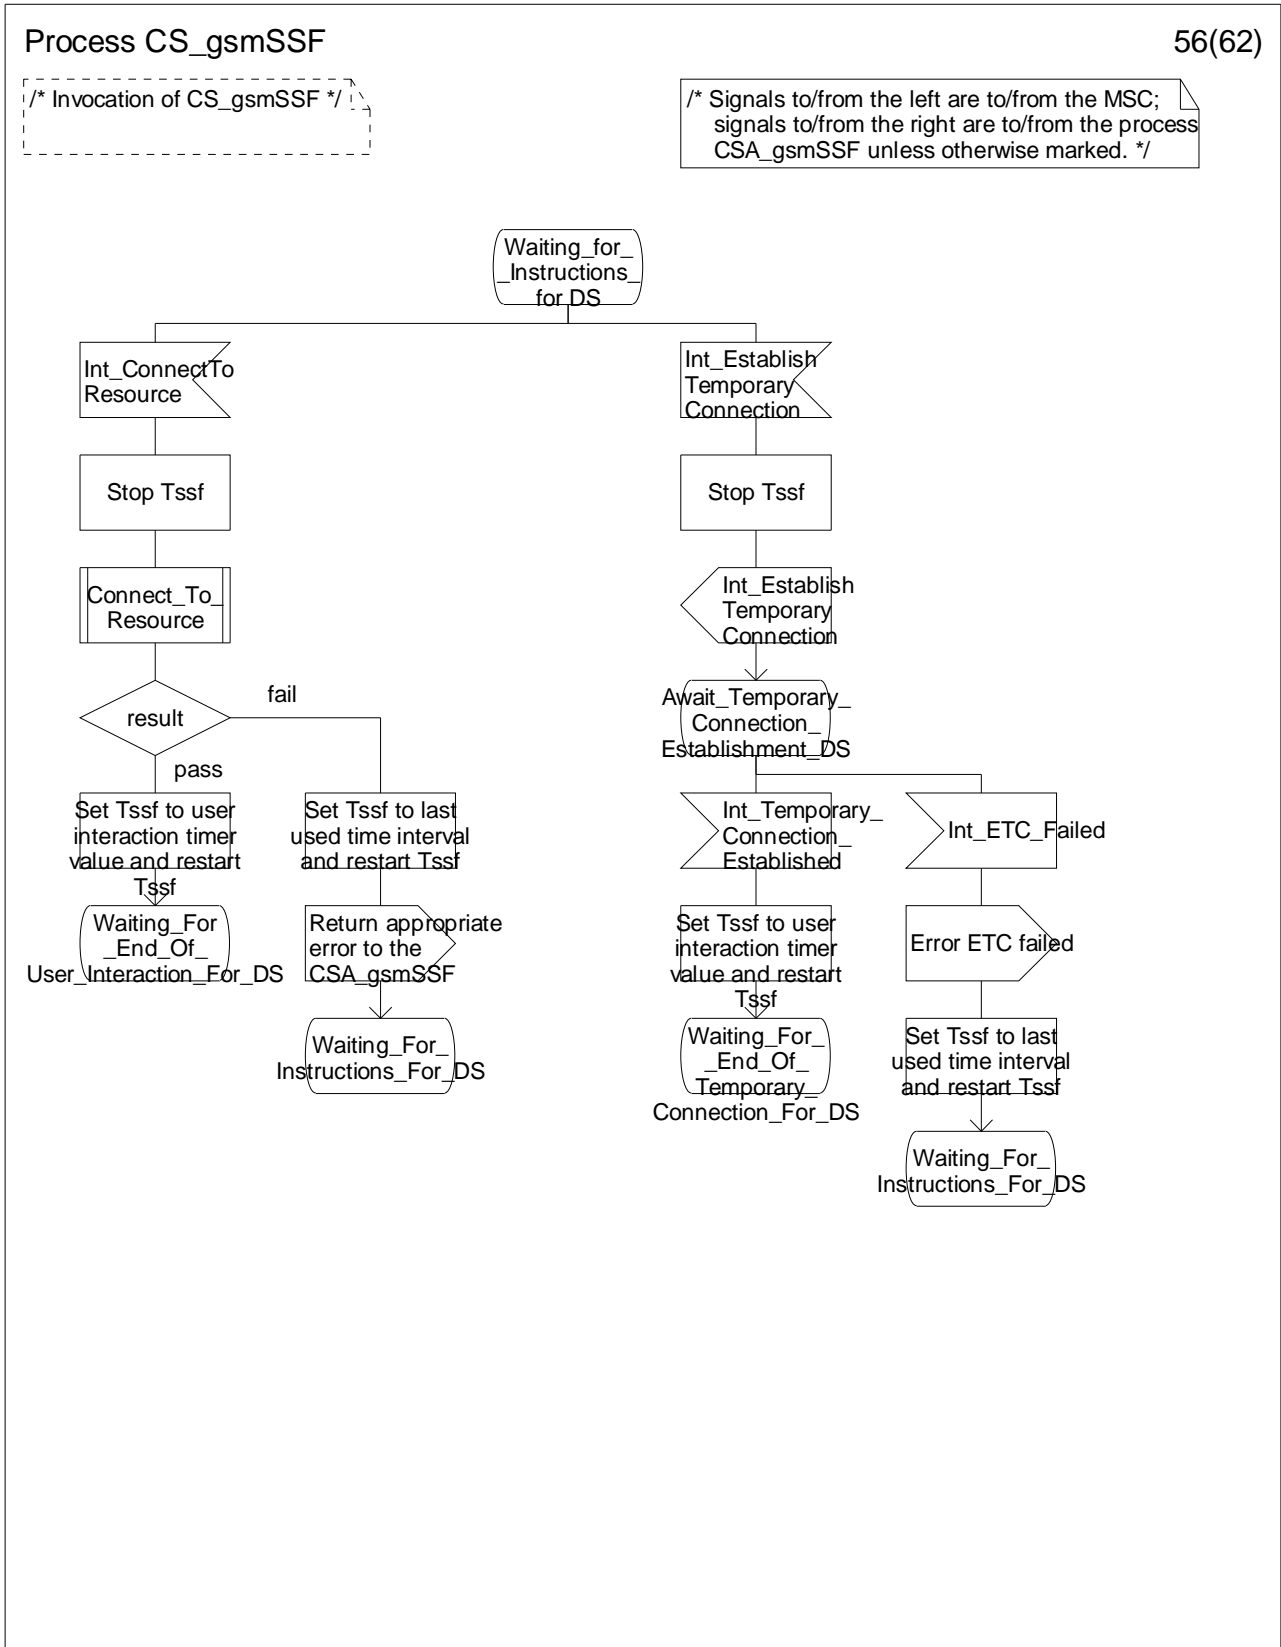 Process CS_gsmSSF
56(62)
/* Invocation of CS_gsmSSF */
/* Signals to/from the left are to/from the MSC;
signals to/from the right are to/from the process
CSA_gsmSSF unless otherwise marked. */
Waiting_for_
_Instructions_
for DS
Int_ConnectTo
Resource
Stop Tssf
Connect_To_
Resource
result
fail
pass
Set Tssf to user
interaction timer
value and restart
Tssf
Waiting_For
_End_Of_
User_Interaction_For_DS
Set Tssf to last
used time interval
and restart Tssf
Return appropriate
error to the
CSA_gsmSSF
Waiting_For_
Instructions_For_DS
Int_Establish
Temporary
Connection
Stop Tssf
Int_Establish
Temporary
Connection
Await_Temporary_
Connection_
Establishment_DS
Int_Temporary_
Connection_
Established
Set Tssf to user
interaction timer
value and restart
Tssf
Waiting_For_
_End_Of_
Temporary_
Connection_For_DS
Int_ETC_Failed
Error ETC failed
Set Tssf to last
used time interval
and restart Tssf
Waiting_For_
Instructions_For_DS